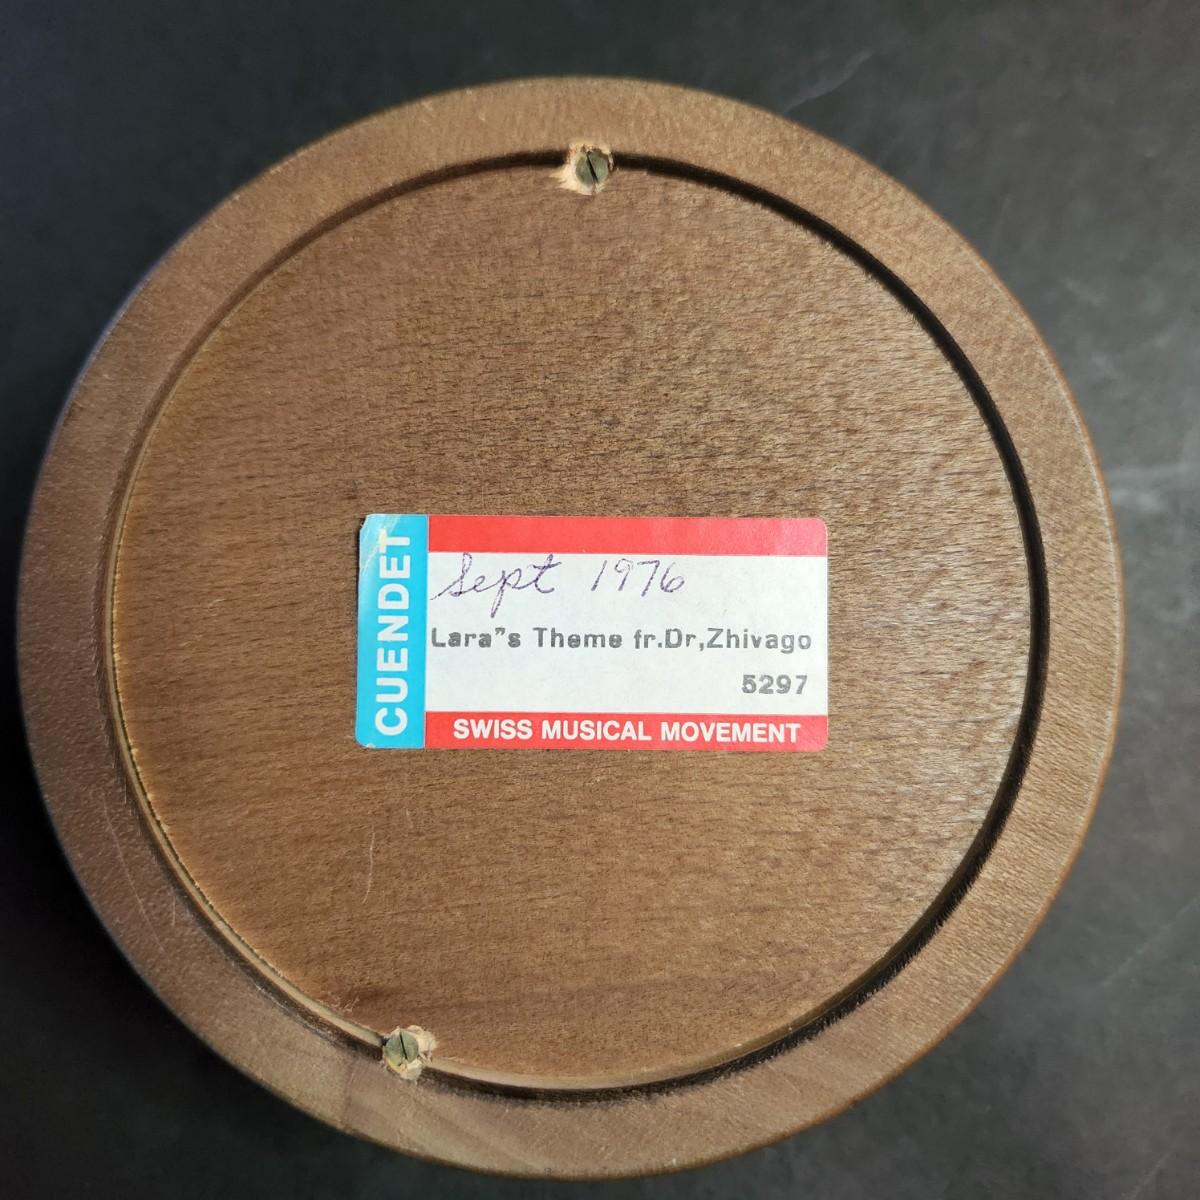 CUENDET
Sept 1976
Lara"s Theme fr.Dr,Zhivago
5297
SWISS MUSICAL MOVEMENT